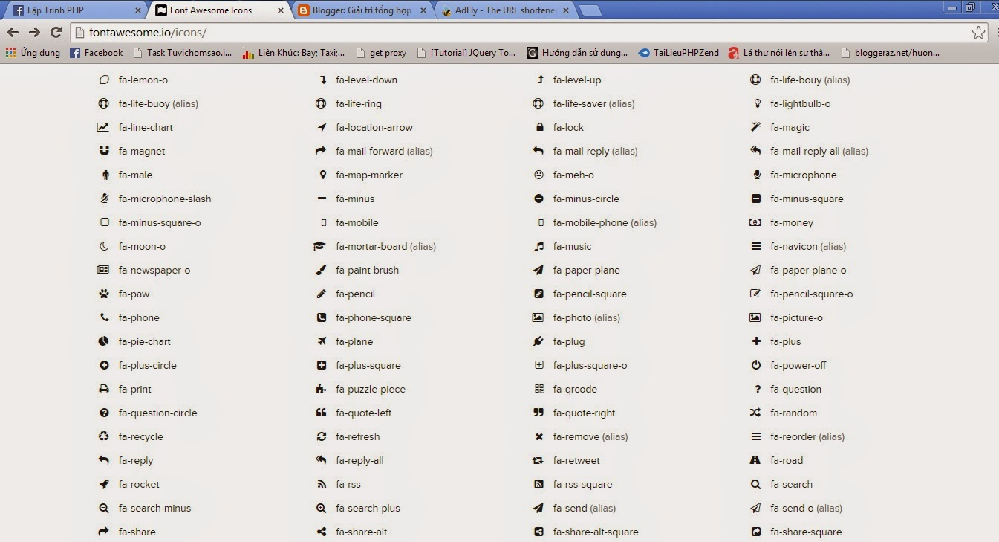 Lập Trình PHP Font Awesome Icons Blogger: Giải trí tổng hợp AdFly - The URL shortener
fontawesome.io/icons/
Ứng dụng Facebook Task Tuvichomsao.i... Liên Khúc: Bay; Taxi;... get proxy [Tutorial] JQuery To... Hướng dẫn sử dụng... TaiLieuPHPZend Lá thư nói lên sự thậ... bloggeraz.net/huon...
fa-lemon-o fa-level-down fa-level-up fa-life-bouy (alias)
fa-life-buoy (alias) fa-life-ring fa-life-saver (alias) fa-lightbulb-o
fa-line-chart fa-location-arrow fa-lock fa-magic
fa-magnet fa-mail-forward (alias) fa-mail-reply (alias) fa-mail-reply-all (alias)
fa-male fa-map-marker fa-meh-o fa-microphone
fa-microphone-slash fa-minus fa-minus-circle fa-minus-square
fa-minus-square-o fa-mobile fa-mobile-phone (alias) fa-money
fa-moon-o fa-mortar-board (alias) fa-music fa-navicon (alias)
fa-newspaper-o fa-paint-brush fa-paper-plane fa-paper-plane-o
fa-paw fa-pencil fa-pencil-square fa-pencil-square-o
fa-phone fa-phone-square fa-photo (alias) fa-picture-o
fa-pie-chart fa-plane fa-plug fa-plus
fa-plus-circle fa-plus-square fa-plus-square-o fa-power-off
fa-print fa-puzzle-piece fa-qrcode fa-question
fa-question-circle fa-quote-left fa-quote-right fa-random
fa-recycle fa-refresh fa-remove (alias) fa-reorder (alias)
fa-reply fa-reply-all fa-retweet fa-road
fa-rocket fa-rss fa-rss-square fa-search
fa-search-minus fa-search-plus fa-send (alias) fa-send-o (alias)
fa-share fa-share-alt fa-share-alt-square fa-share-square